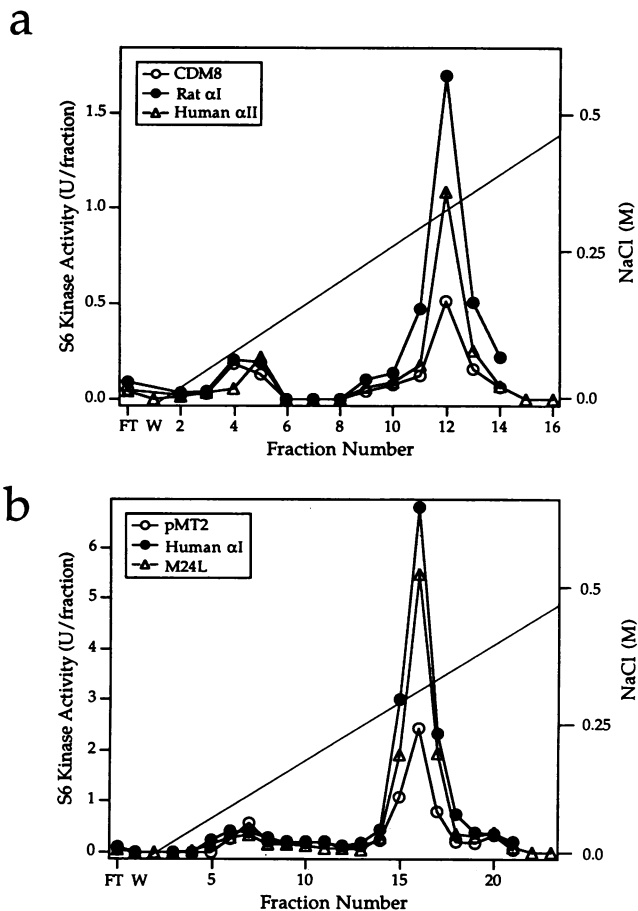 a
CDM8
Rat αI
Human αII
S6 Kinase Activity (U/fraction)
1.5
1.0
0.5
0.0
NaCl (M)
0.5
0.25
0.0
FT W 2 4 6 8 10 12 14 16
Fraction Number
b
pMT2
Human αI
M24L
S6 Kinase Activity (U/fraction)
6
5
4
3
2
1
0
NaCl (M)
0.5
0.25
0.0
FT W 5 10 15 20
Fraction Number